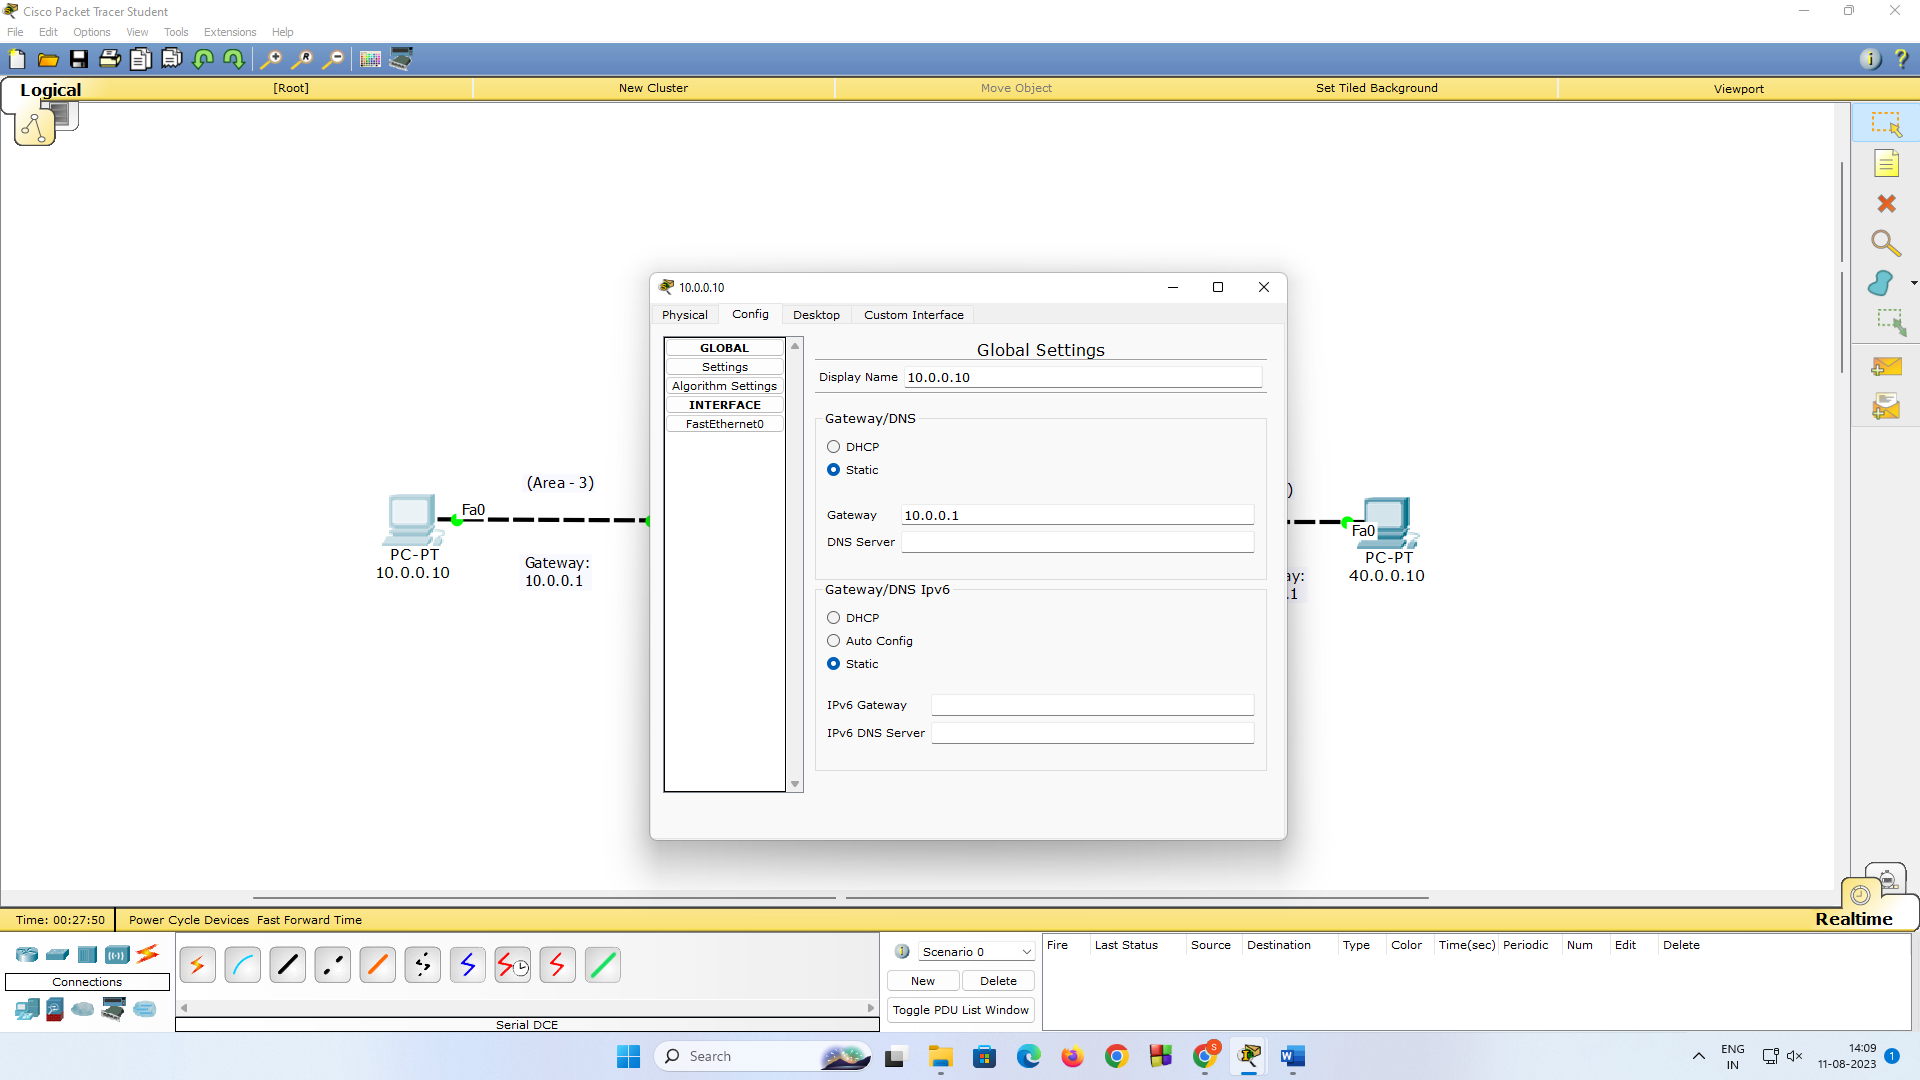 Cisco Packet Tracer Student
File Edit Options View Tools Extensions Help
Logical [Root] New Cluster Move Object Set Tiled Background Viewport
10.0.0.10
Physical Config Desktop Custom Interface
GLOBAL
Settings
Algorithm Settings
INTERFACE
FastEthernet0
Global Settings
Display Name 10.0.0.10
Gateway/DNS
DHCP
Static
Gateway 10.0.0.1
DNS Server
Gateway/DNS Ipv6
DHCP
Auto Config
Static
IPv6 Gateway
IPv6 DNS Server
(Area - 3)
Fa0
PC-PT
10.0.0.10
Gateway:
10.0.0.1
)
Fa0
PC-PT
40.0.0.10
ay:
.1
Time: 00:27:50 Power Cycle Devices Fast Forward Time
Realtime
Connections
Serial DCE
Scenario 0
New Delete
Toggle PDU List Window
Fire Last Status Source Destination Type Color Time(sec) Periodic Num Edit Delete
Search
S
ENG
IN
14:09
11-08-2023
1